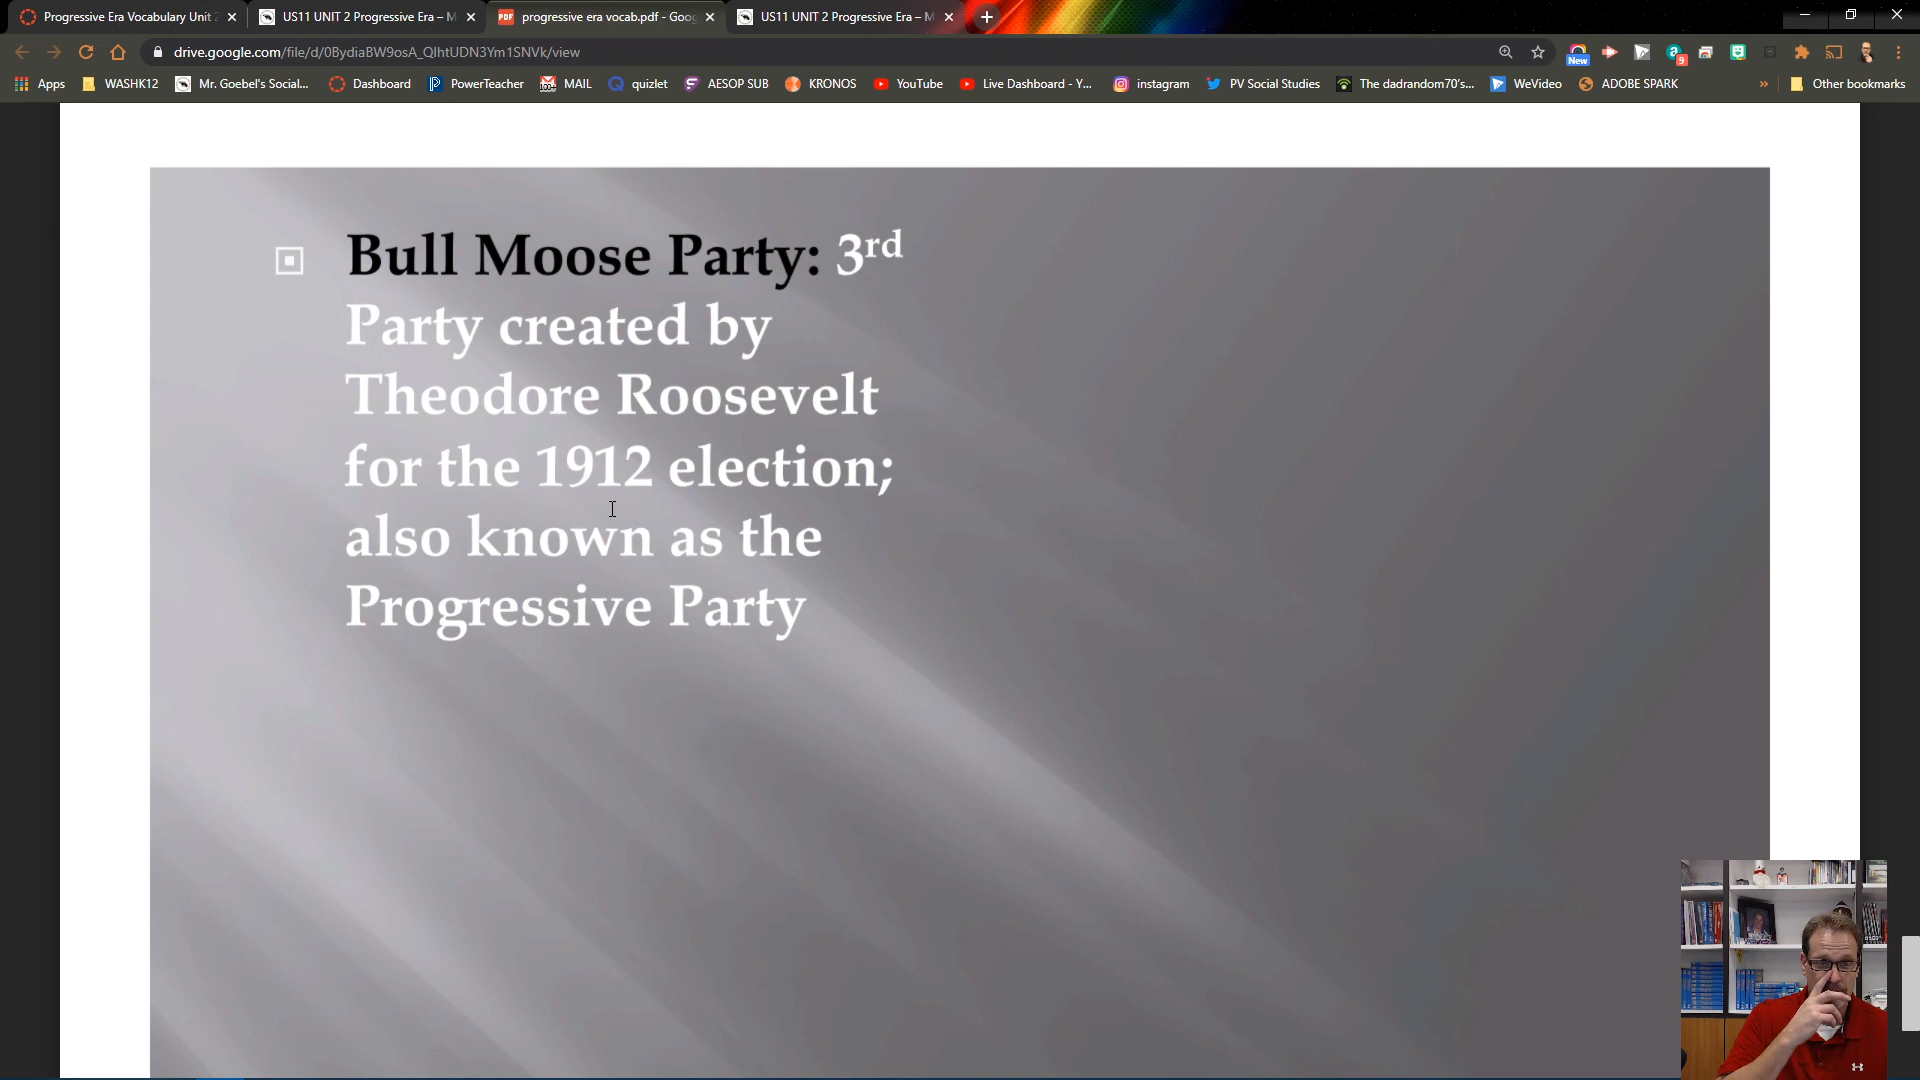 Progressive Era Vocabulary Unit
US11 UNIT 2 Progressive Era – M
progressive era vocab.pdf - Goo
US11 UNIT 2 Progressive Era – M
drive.google.com/file/d/0BydiaBW9osA_QlhtUDN3Ym1SNVk/view
New
9
Apps
WASHK12
Mr. Goebel's Social...
Dashboard
PowerTeacher
MAIL
quizlet
AESOP SUB
KRONOS
YouTube
Live Dashboard - Y...
instagram
PV Social Studies
The dadrandom70's...
WeVideo
ADOBE SPARK
»
Other bookmarks
Bull Moose Party: 3rd
Party created by
Theodore Roosevelt
for the 1912 election;
also known as the
Progressive Party